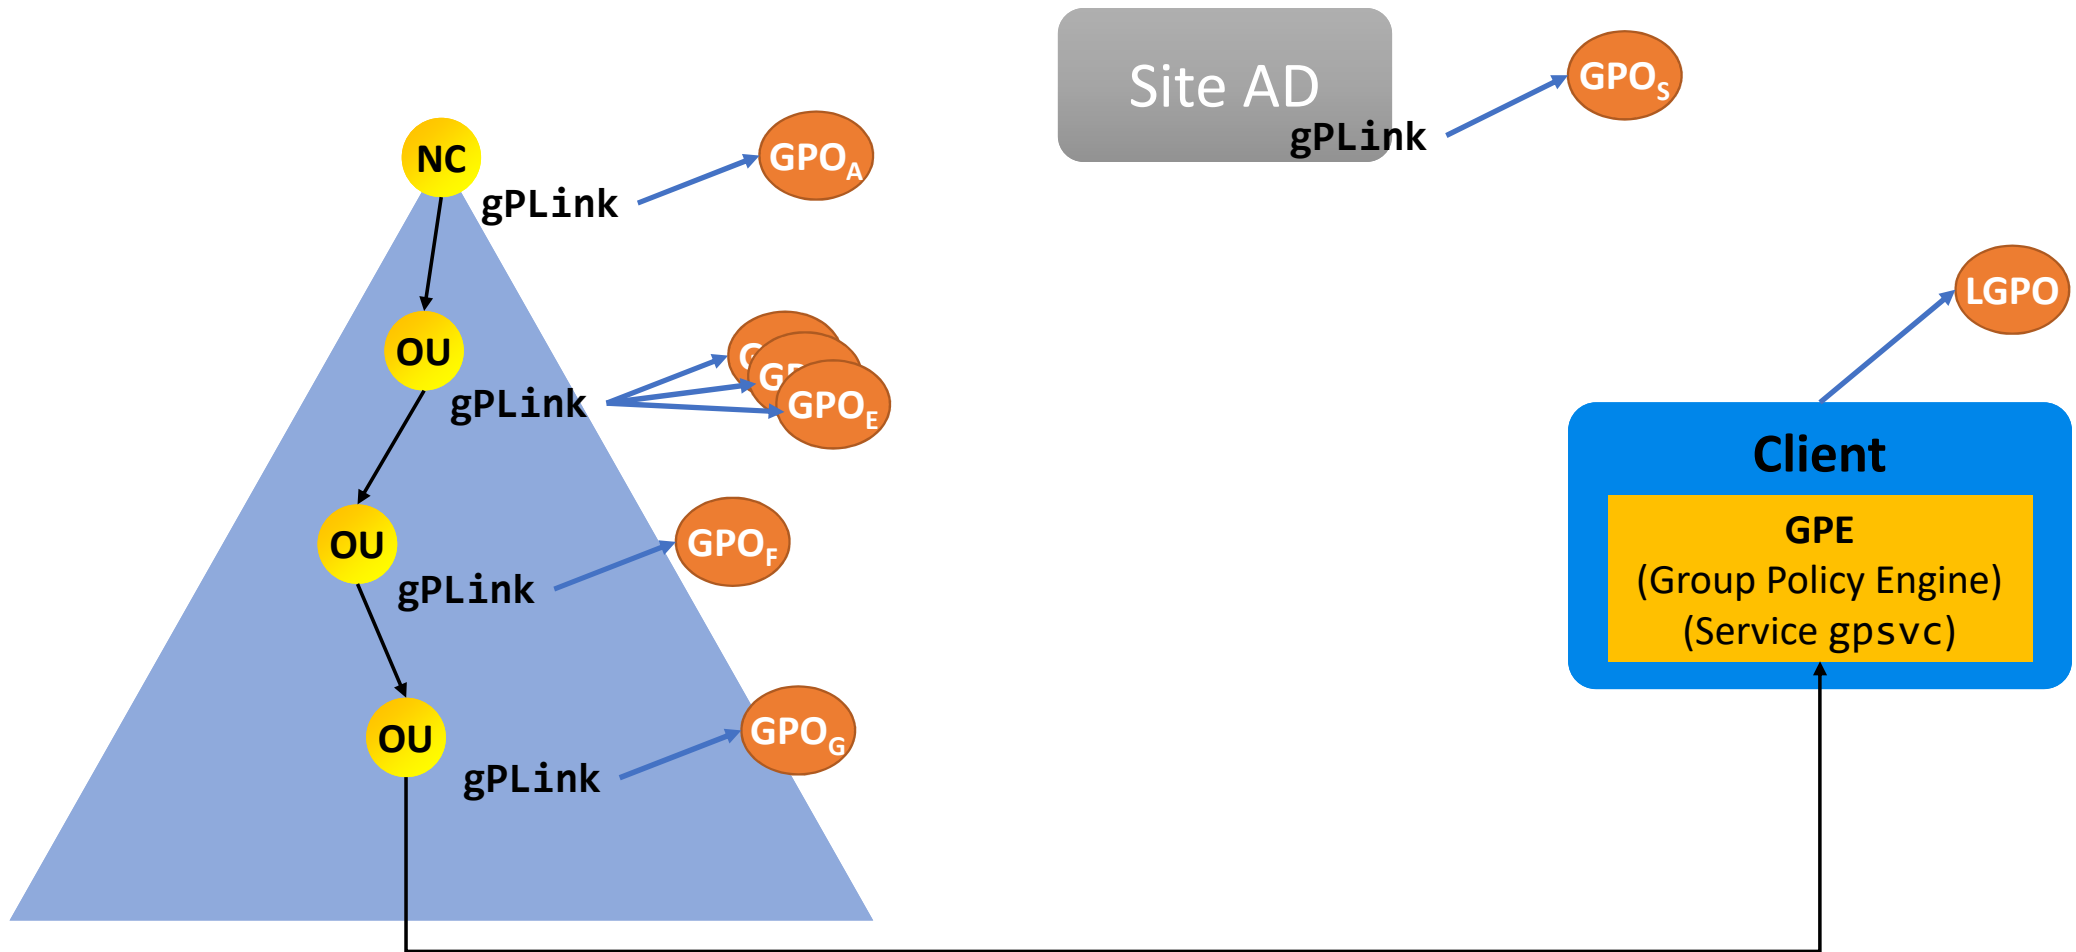 Site AD
gPLink
GPOS
NC
gPLink
GPOA
LGPO
OU
gPLink
GPOE
Client
GPE
(Group Policy Engine)
(Service gpsvc)
OU
gPLink
GPOF
OU
gPLink
GPOG